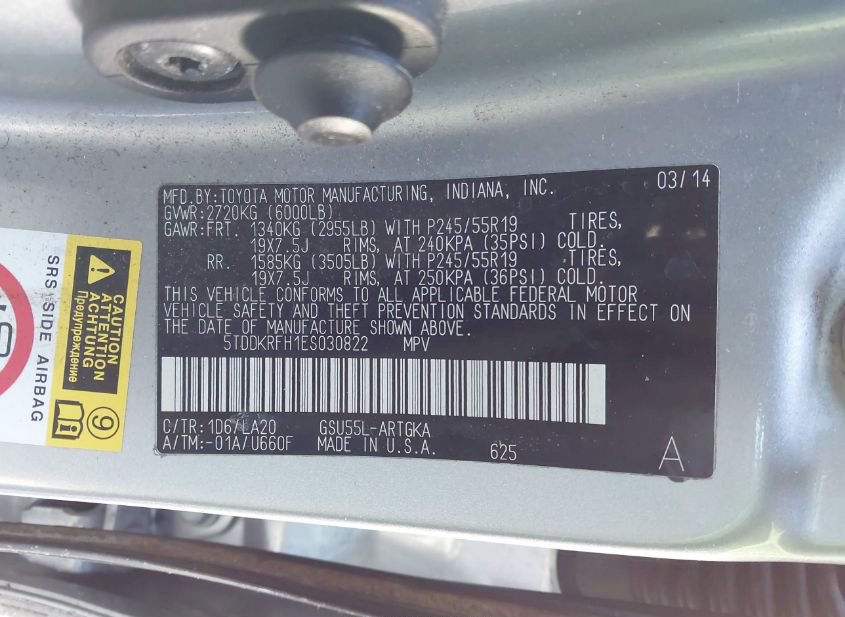 MFD.BY:TOYOTA MOTOR MANUFACTURING, INDIANA, INC. 03/14
GVWR:2720KG (6000LB)
GAWR:FRT. 1340KG (2955LB) WITH P245/55R19 TIRES,
19X7.5J RIMS, AT 240KPA (35PSI) COLD.
RR. 1585KG (3505LB) WITH P245/55R19 TIRES,
19X7.5J RIMS, AT 250KPA (36PSI) COLD.
THIS VEHICLE CONFORMS TO ALL APPLICABLE FEDERAL MOTOR
VEHICLE SAFETY AND THEFT PREVENTION STANDARDS IN EFFECT ON
THE DATE OF MANUFACTURE SHOWN ABOVE.
5TDDKRFH1ES030822 MPV
C/TR:1D6/LA20 GSU55L-ARTGKA
A/TM:-01A/U660F MADE IN U.S.A. 625 A
SRS SIDE AIRBAG
CAUTION
ATTENTION
ACHTUNG
Предупреждение
9